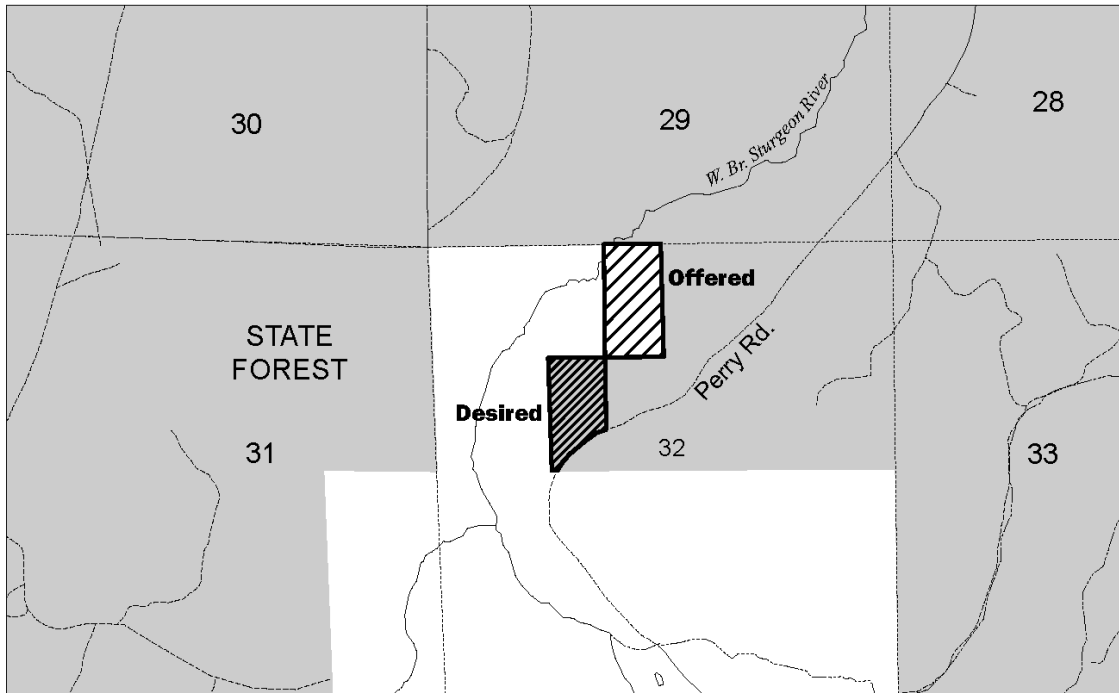 30
29
28
W. Br. Sturgeon River
Offered
STATE
FOREST
Perry Rd.
Desired
31
32
33